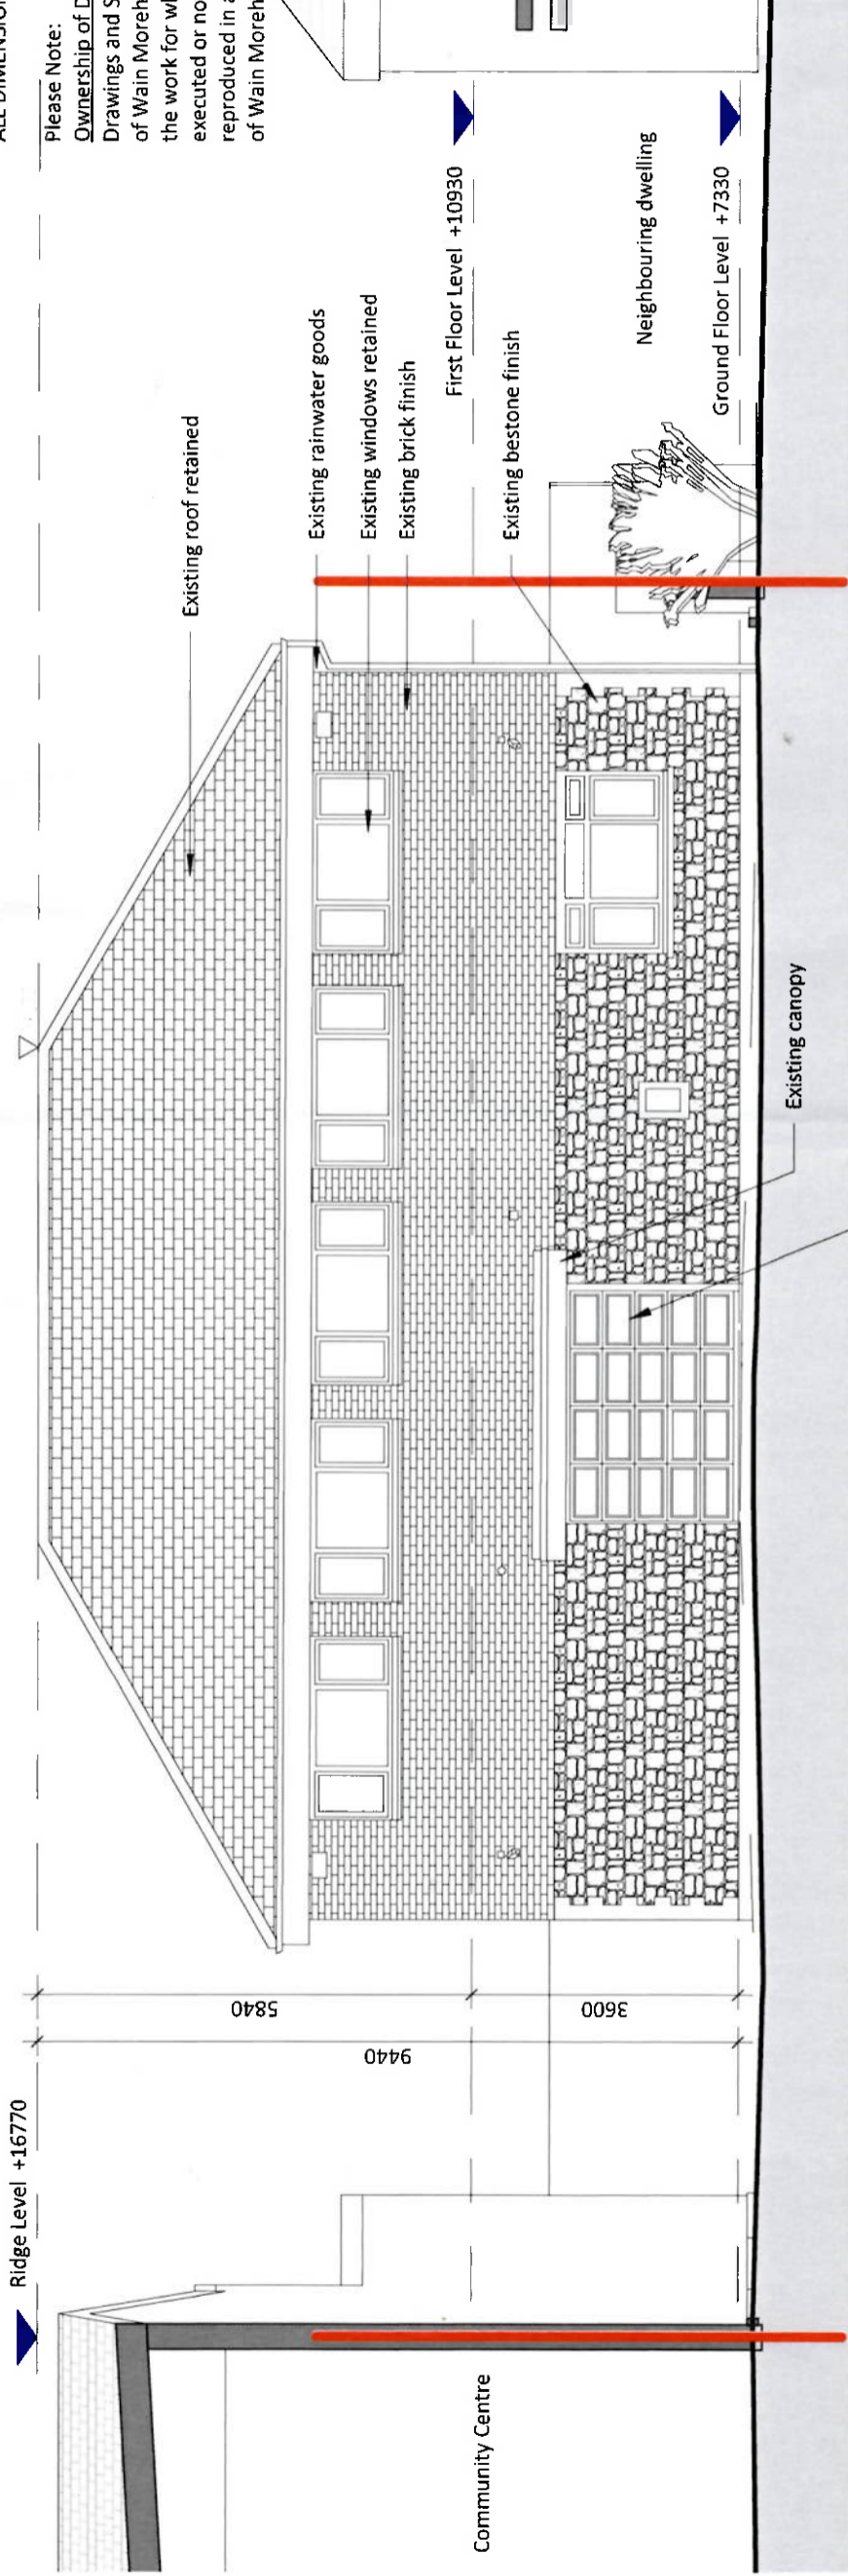 ALL DIMENSION
Please Note:
Ownership of D
Drawings and S
of Wain Moreh
the work for wh
executed or no
reproduced in a
of Wain Moreh
Ridge Level +16770
Existing roof retained
Existing rainwater goods
Existing windows retained
Existing brick finish
First Floor Level +10930
Existing bestone finish
Neighbouring dwelling
Ground Floor Level +7330
5840
9440
3600
Community Centre
Existing canopy